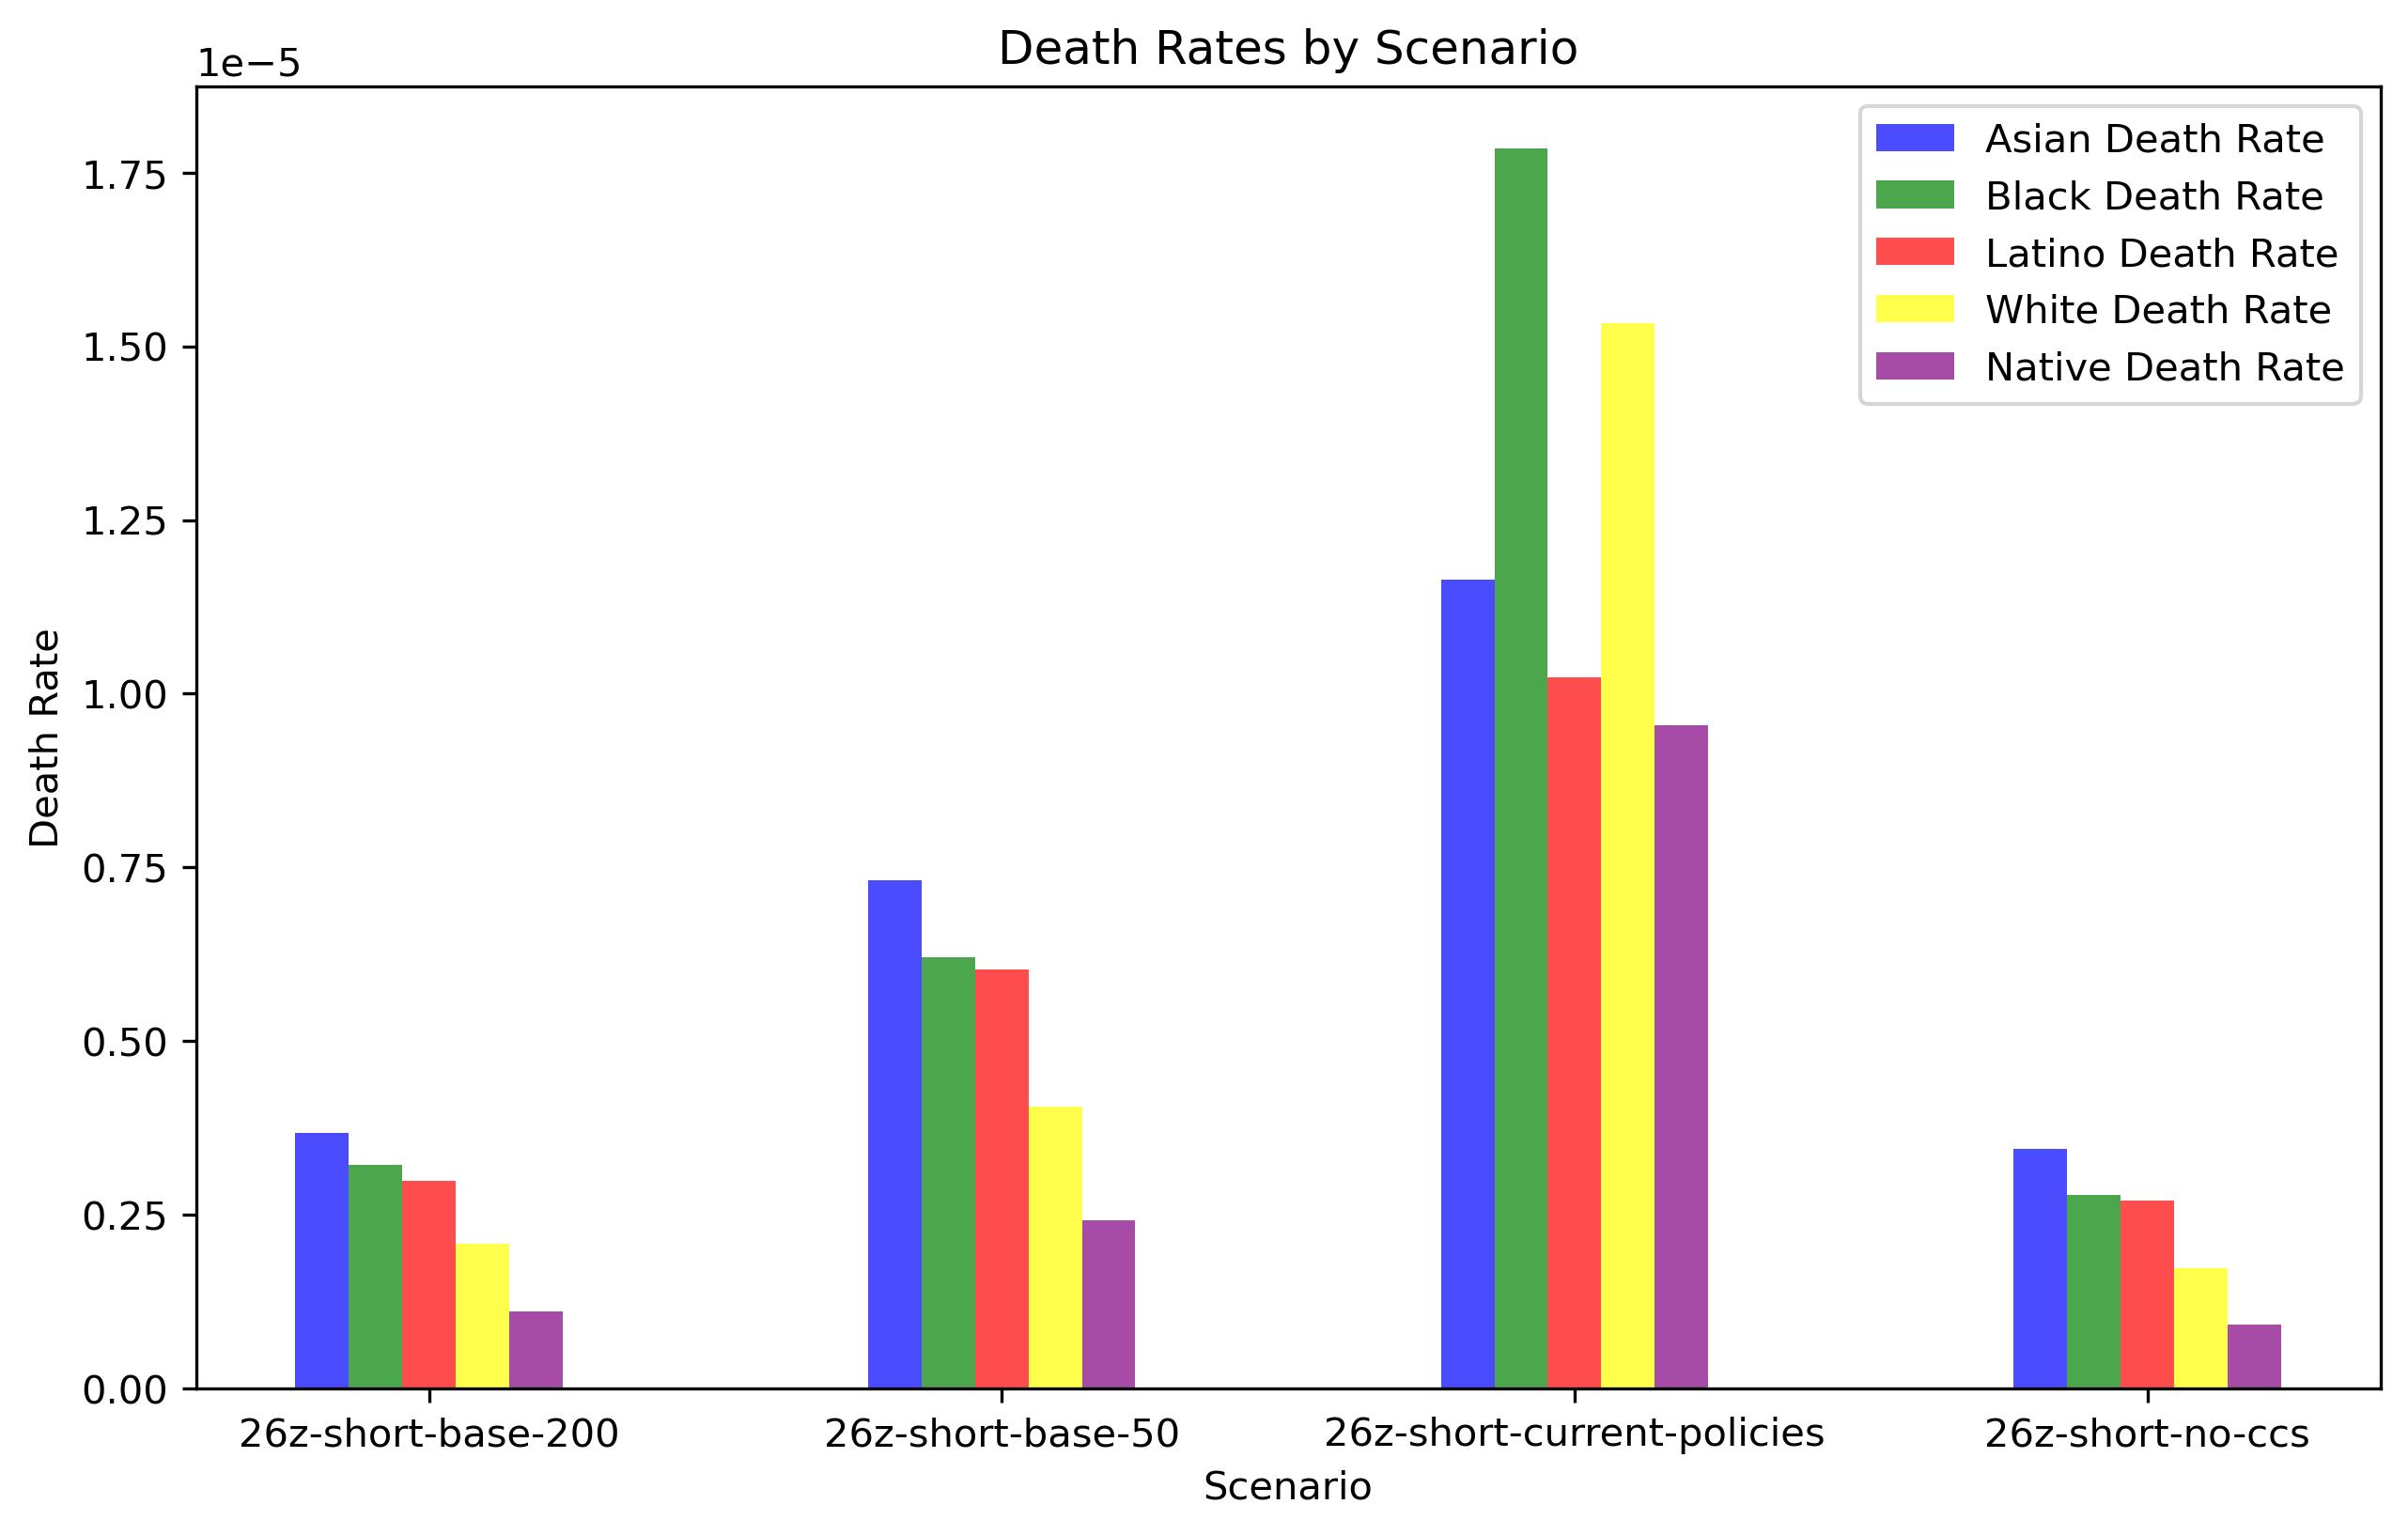 Death Rates by Scenario
1e−5
Death Rate
1.75
1.50
1.25
1.00
0.75
0.50
0.25
0.00
Asian Death Rate
Black Death Rate
Latino Death Rate
White Death Rate
Native Death Rate
26z-short-base-200
26z-short-base-50
26z-short-current-policies
26z-short-no-ccs
Scenario